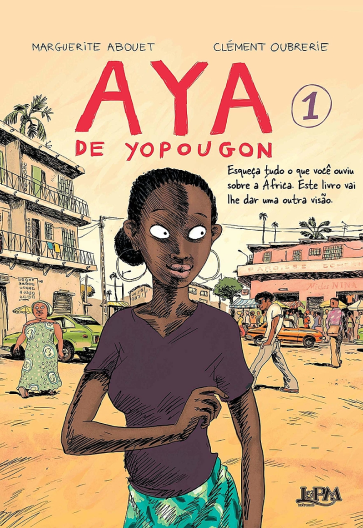 MARGUERITE ABOUET CLÉMENT OUBRERIE
AYA
1
DE YOPOUGON
Esqueça tudo o que você ouviu
sobre a África. Este livro vai
lhe dar uma outra visão.
L&PM